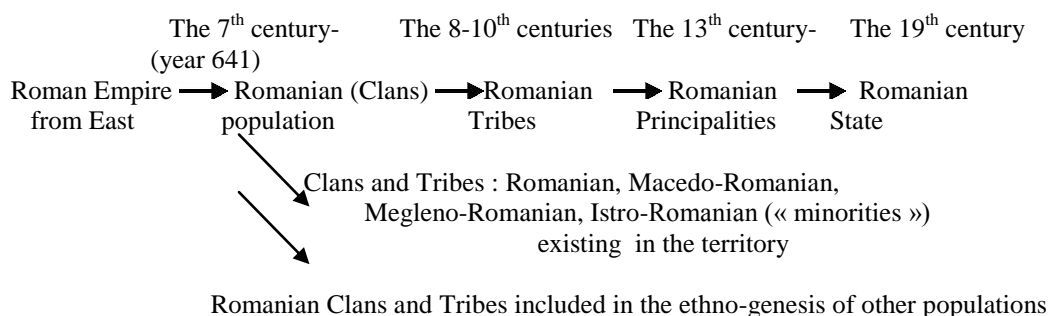 The 7th century- The 8-10th centuries The 13th century- The 19th century
(year 641)
Roman Empire Romanian (Clans) Romanian Romanian Romanian
from East population Tribes Principalities State
Clans and Tribes : Romanian, Macedo-Romanian,
Megleno-Romanian, Istro-Romanian (« minorities »)
existing in the territory
Romanian Clans and Tribes included in the ethno-genesis of other populations